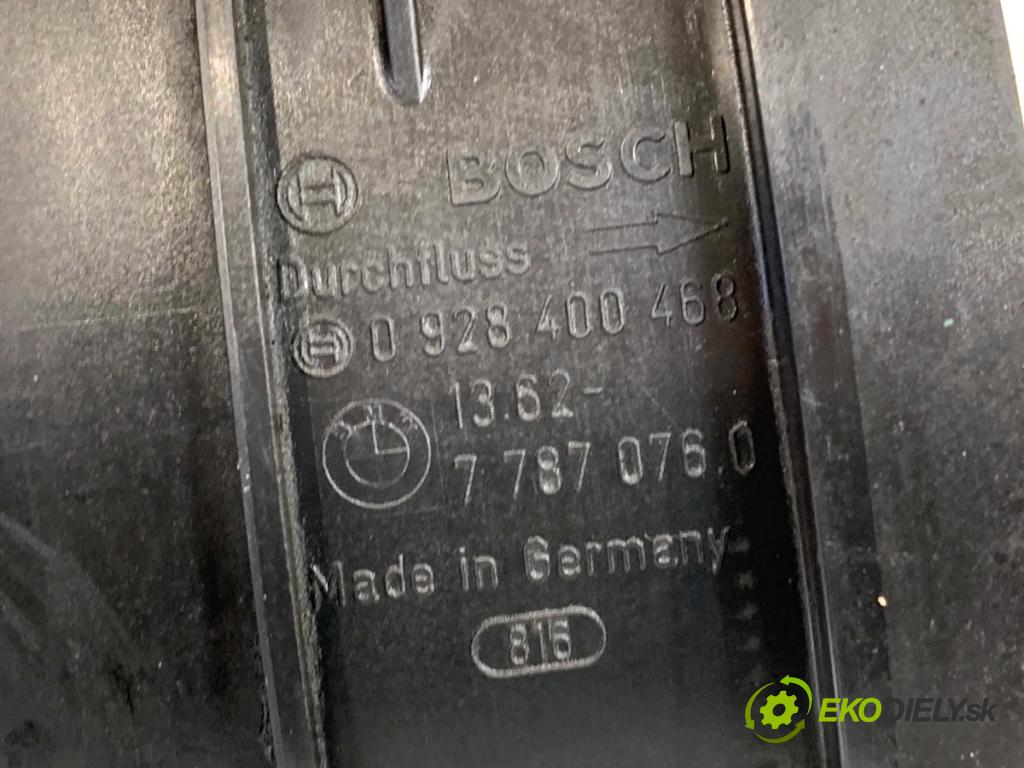 BOSCH
Durchfluss
0 928 400 468
13.62-
7 787 076.0
Made in Germany
816
EKODIELY.sk